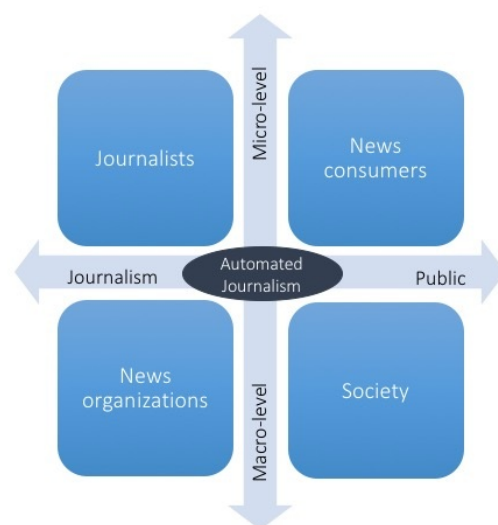 Micro-level
Journalists
News
consumers
Journalism
Automated
Journalism
Public
News
organizations
Society
Macro-level